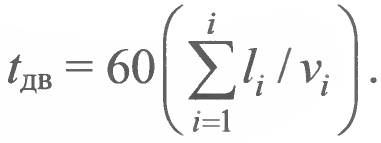 t_дв = 60(∑_{i=1}^{i} l_i / v_i).